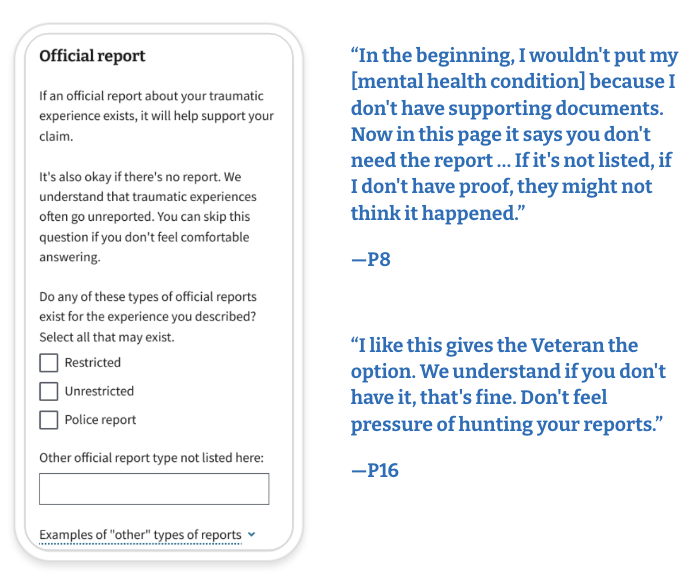 Official report
If an official report about your traumatic
experience exists, it will help support your
claim.
It's also okay if there's no report. We
understand that traumatic experiences
often go unreported. You can skip this
question if you don't feel comfortable
answering.
Do any of these types of official reports
exist for the experience you described?
Select all that may exist.
Restricted
Unrestricted
Police report
Other official report type not listed here:
Examples of "other" types of reports
“In the beginning, I wouldn't put my
[mental health condition] because I
don't have supporting documents.
Now in this page it says you don't
need the report ... If it's not listed, if
I don't have proof, they might not
think it happened.”
—P8
“I like this gives the Veteran the
option. We understand if you don't
have it, that's fine. Don't feel
pressure of hunting your reports.”
—P16